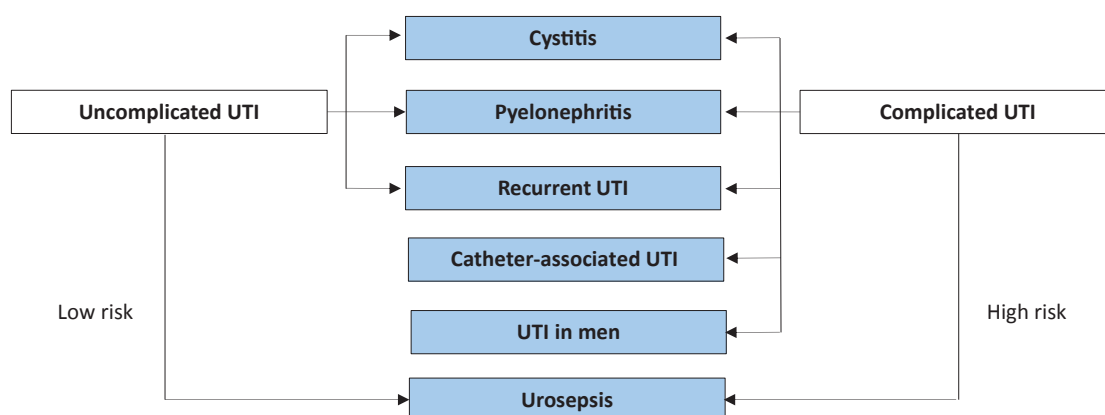 Cystitis
Uncomplicated UTI
Pyelonephritis
Complicated UTI
Recurrent UTI
Catheter-associated UTI
Low risk
High risk
UTI in men
Urosepsis